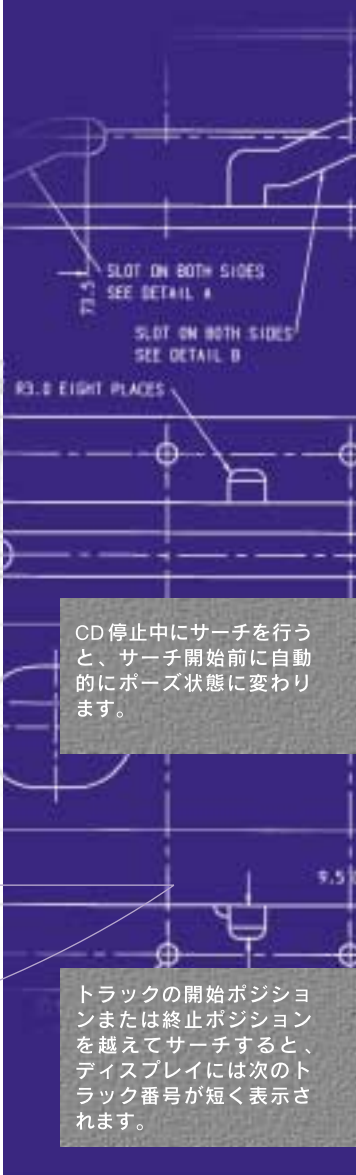 SLOT ON BOTH SIDES
SEE DETAIL A
73.5
SLOT ON BOTH SIDES
SEE DETAIL B
R3.0 EIGHT PLACES
CD停止中にサーチを行う
と、サーチ開始前に自動
的にポーズ状態に変わり
ます。
9.5
トラックの開始ポジショ
ンまたは終止ポジション
を越えてサーチすると、
ディスプレイには次のト
ラック番号が短く表示さ
れます。